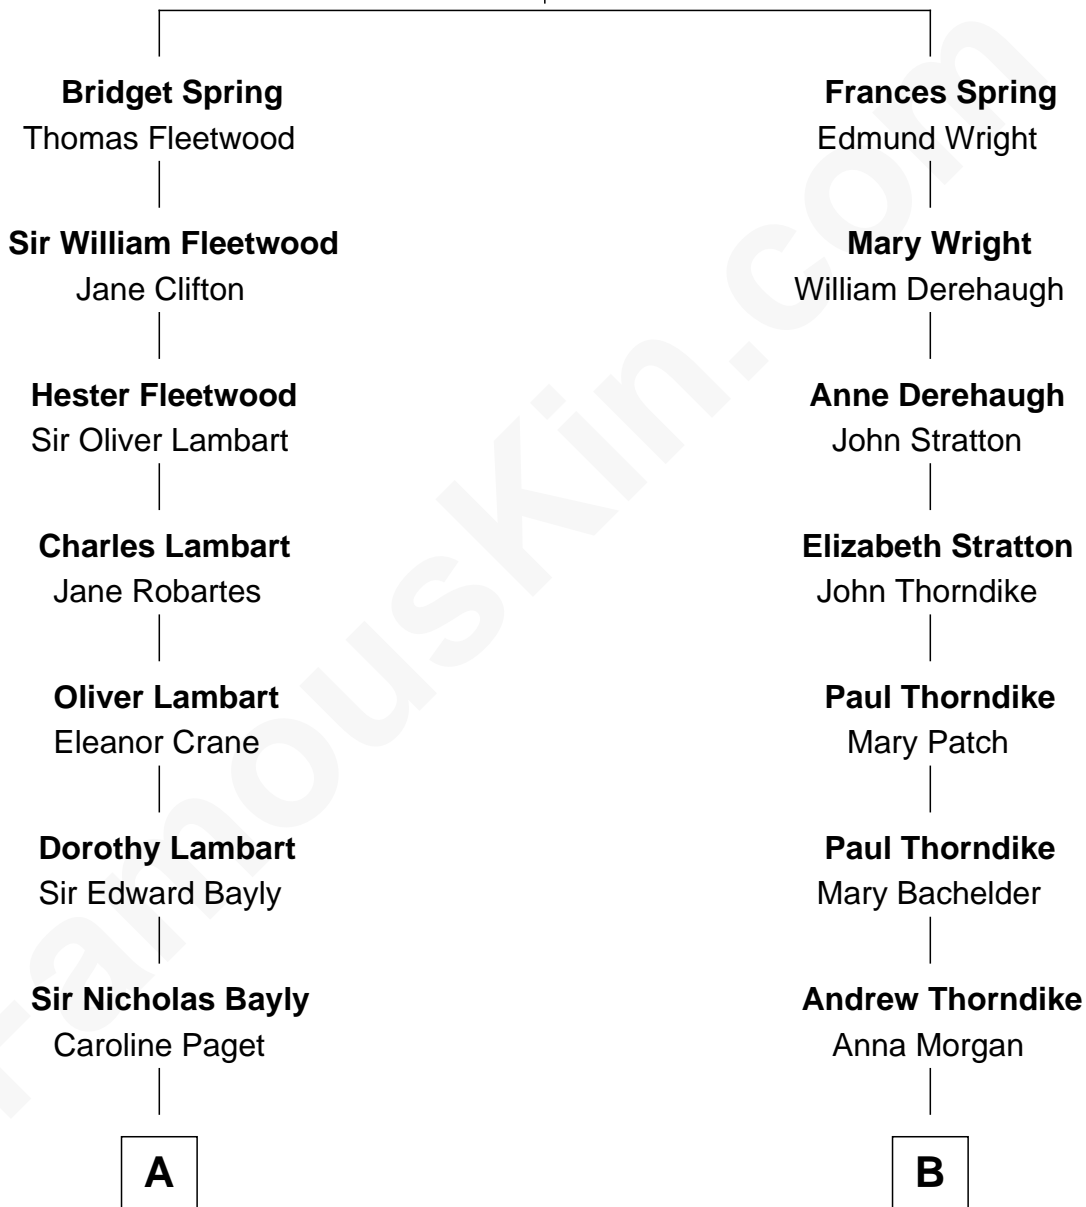 Bridget Spring
Thomas Fleetwood
Frances Spring
Edmund Wright
Sir William Fleetwood
Jane Clifton
Mary Wright
William Derehaugh
Hester Fleetwood
Sir Oliver Lambart
Anne Derehaugh
John Stratton
Charles Lambart
Jane Robartes
Elizabeth Stratton
John Thorndike
Oliver Lambart
Eleanor Crane
Paul Thorndike
Mary Patch
Dorothy Lambart
Sir Edward Bayly
Paul Thorndike
Mary Bachelder
Sir Nicholas Bayly
Caroline Paget
Andrew Thorndike
Anna Morgan
A
B
FamousKin.com